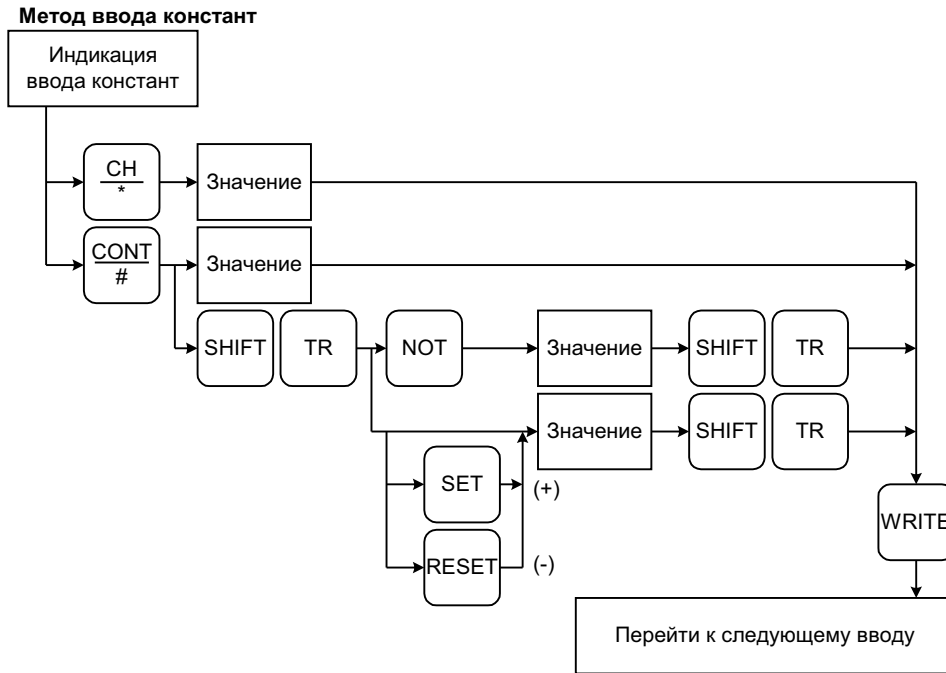 Метод ввода констант
Индикация
ввода констант
CH
*
Значение
CONT
#
Значение
SHIFT
TR
NOT
Значение
SHIFT
TR
Значение
SHIFT
TR
SET
(+)
WRITE
RESET
(-)
Перейти к следующему вводу